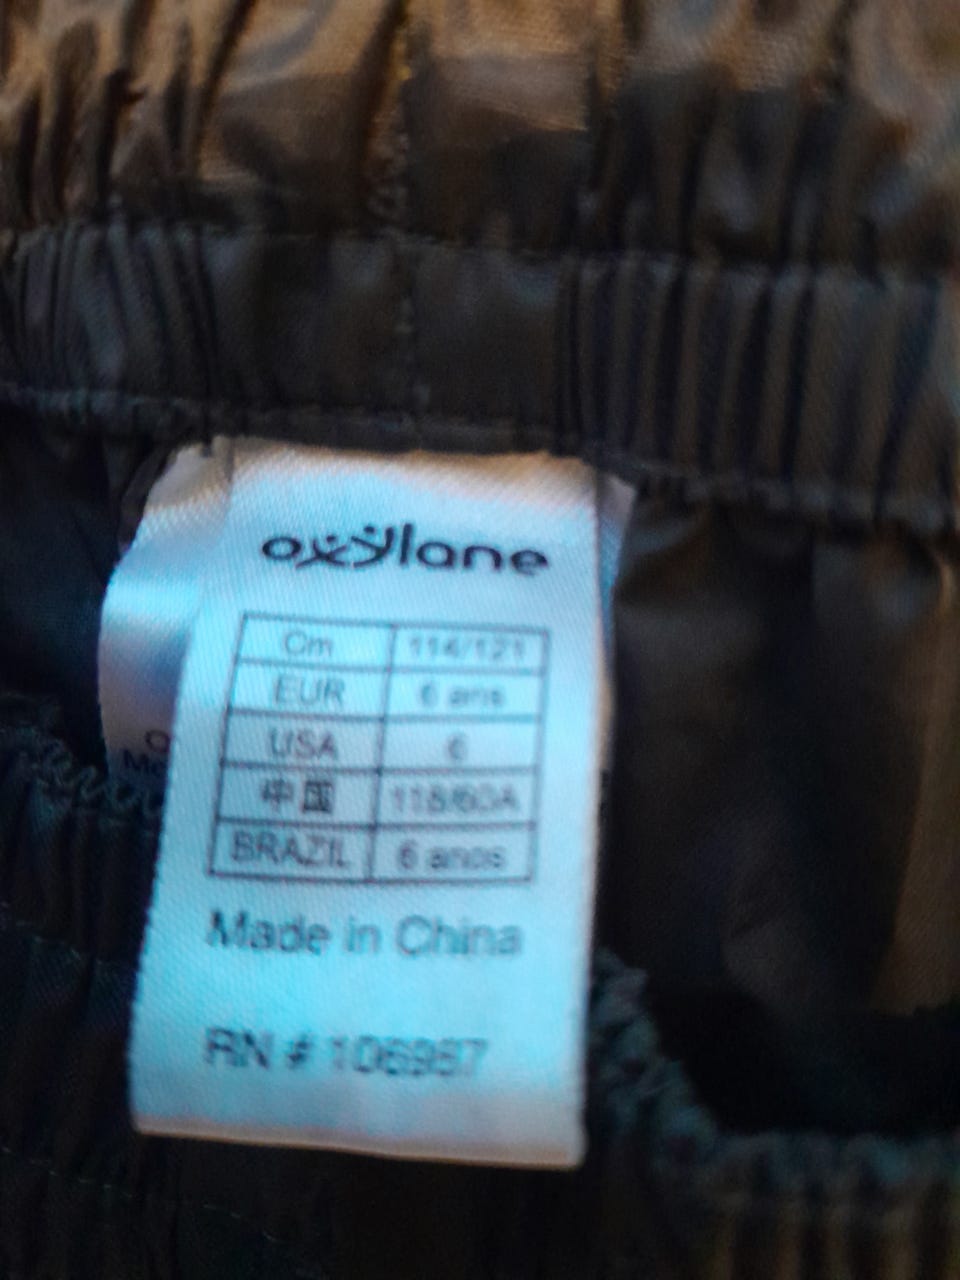 oxylane
Cm 114/121
EUR 6 ans
USA 6
中国 118/60A
BRAZIL 6 anos
Made in China
RN # 106987